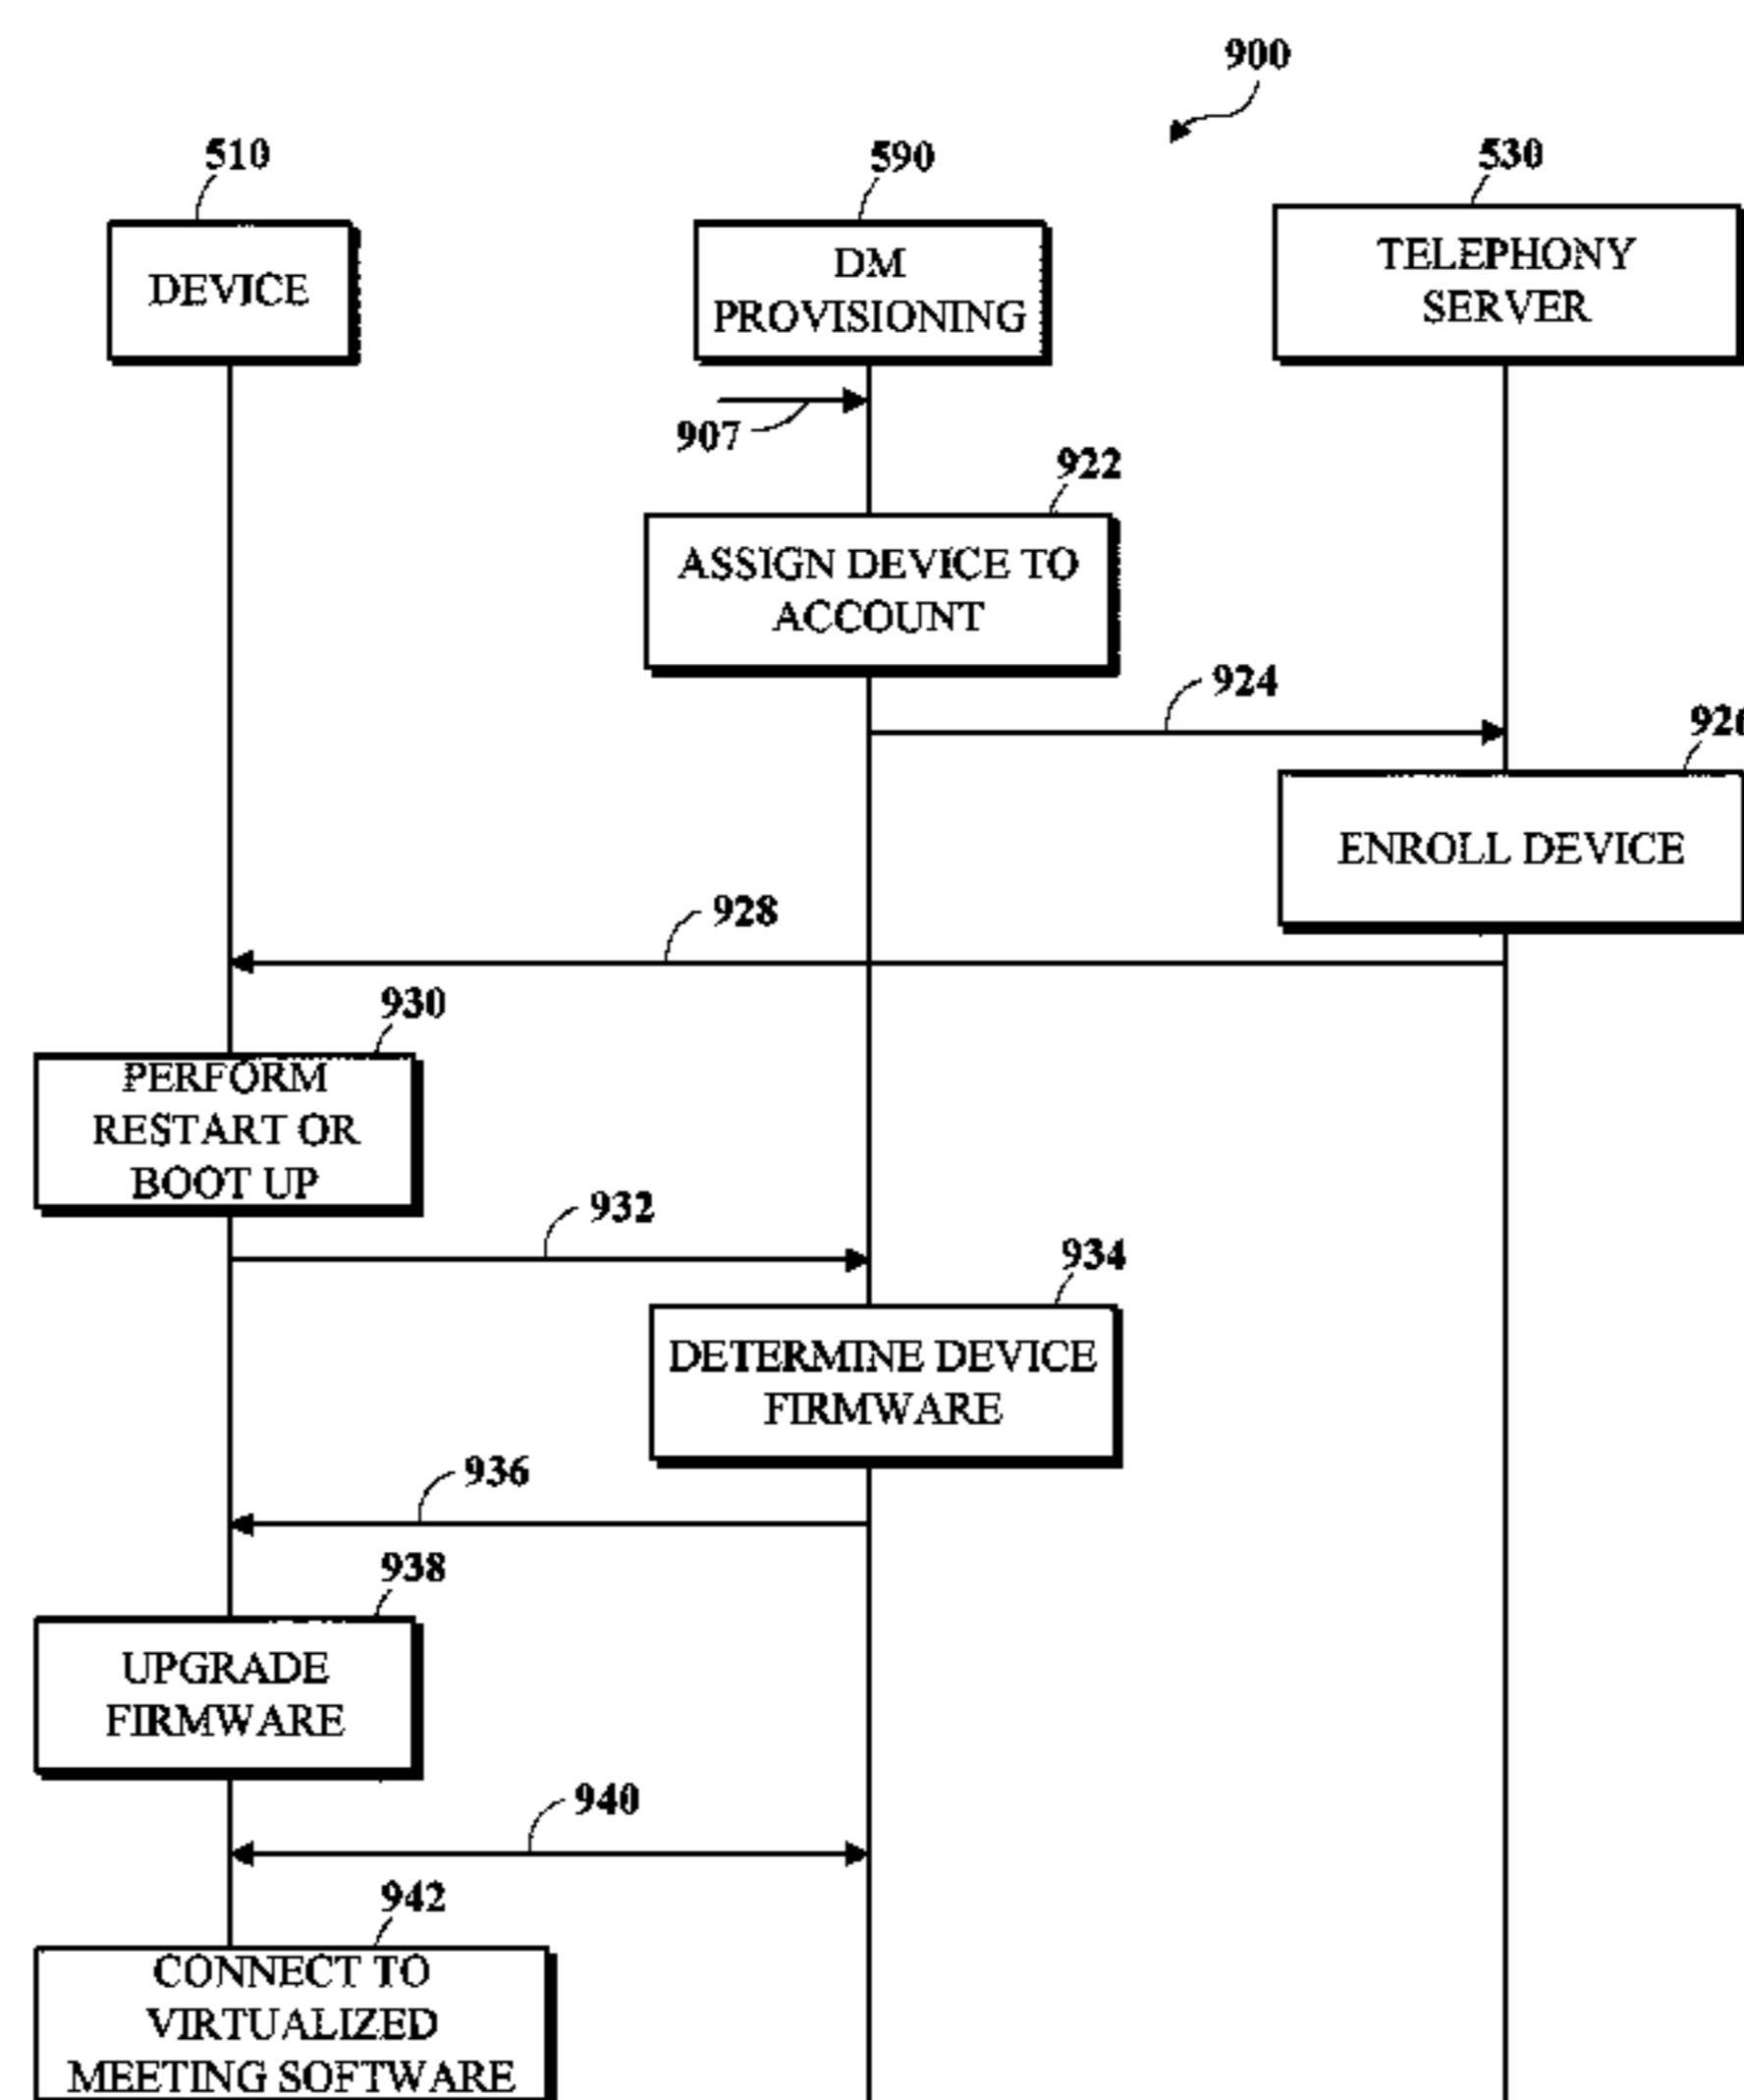 900
510
590
530
DEVICE
DM
PROVISIONING
TELEPHONY
SERVER
907
922
ASSIGN DEVICE TO
ACCOUNT
924
926
ENROLL DEVICE
928
930
PERFORM
RESTART OR
BOOT UP
932
934
DETERMINE DEVICE
FIRMWARE
936
938
UPGRADE
FIRMWARE
940
942
CONNECT TO
VIRTUALIZED
MEETING SOFTWARE